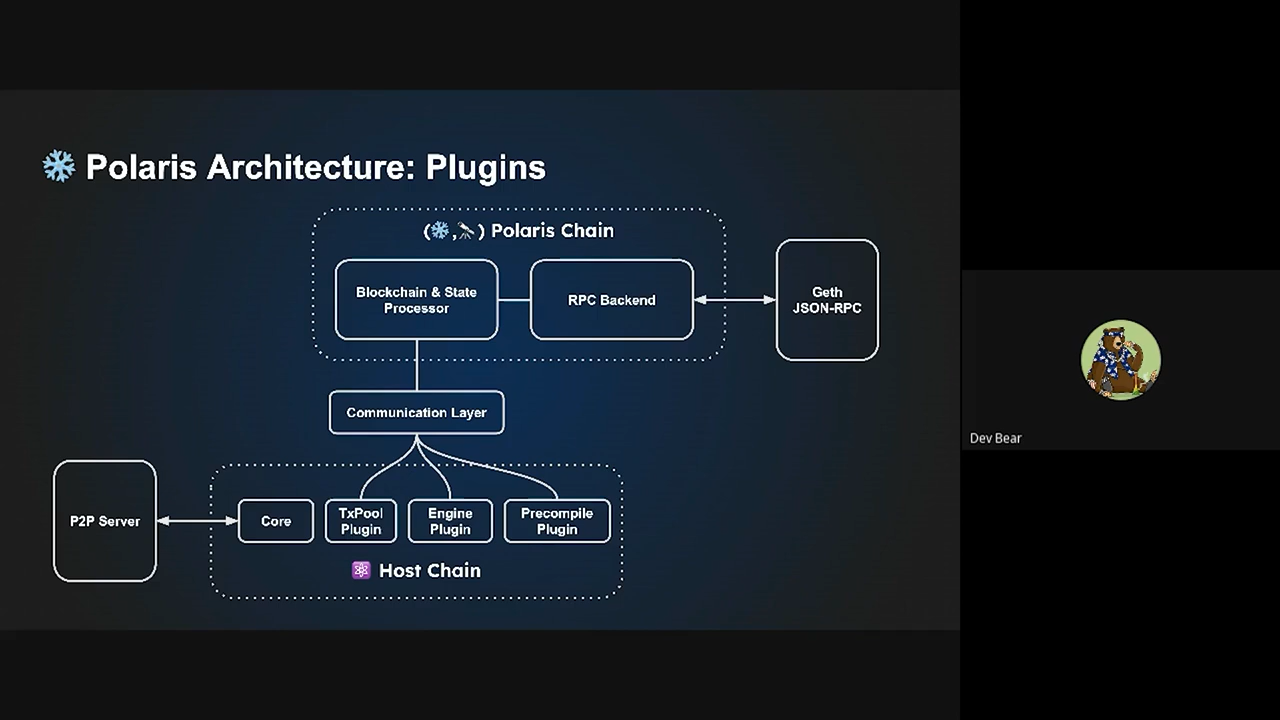 Polaris Architecture: Plugins
(❄️,🔭) Polaris Chain
Blockchain & State
Processor
RPC Backend
Geth
JSON-RPC
Communication Layer
P2P Server
Core
TxPool
Plugin
Engine
Plugin
Precompile
Plugin
Host Chain
Dev Bear